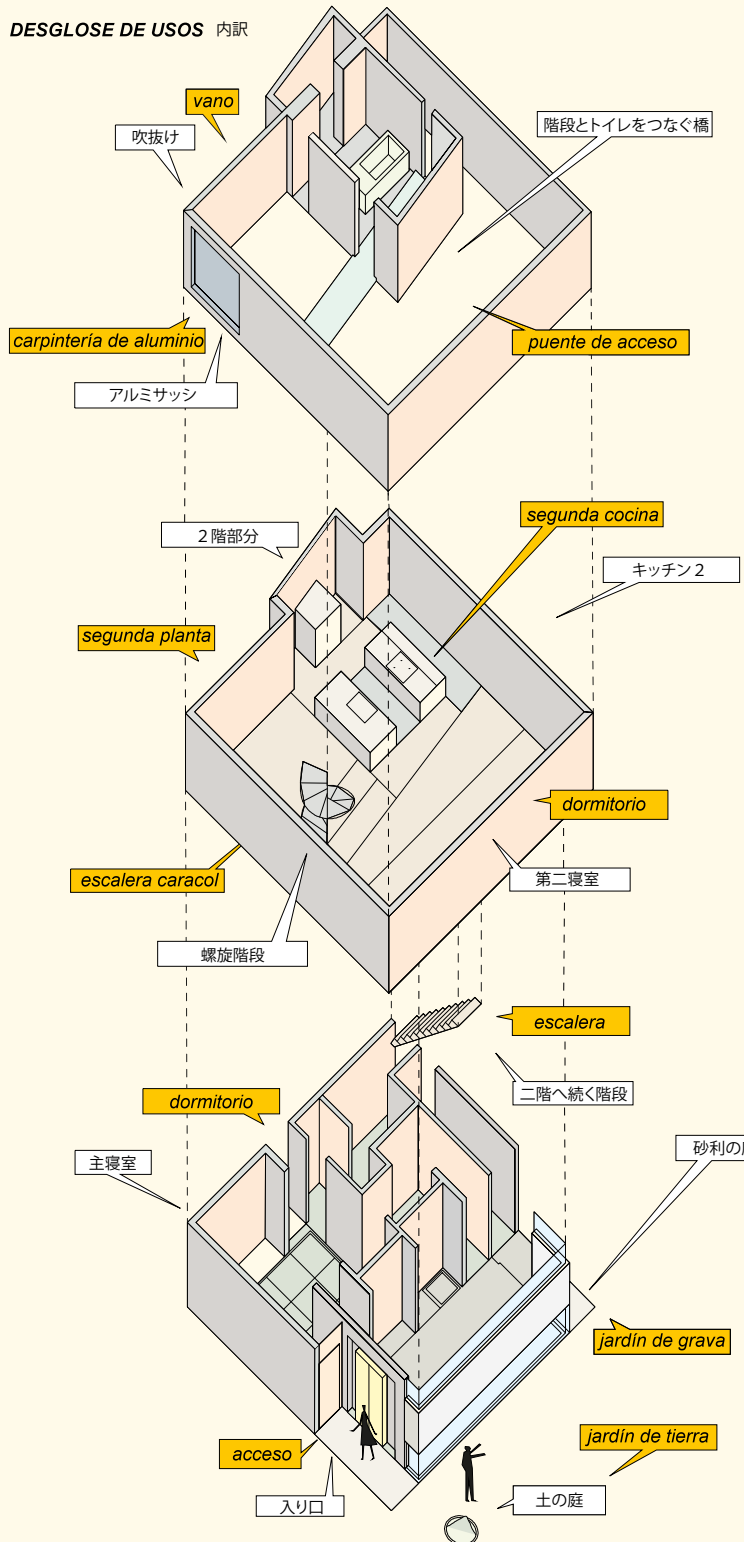 DESGLOSE DE USOS 内訳
vano
吹抜け
階段とトイレをつなぐ橋
carpintería de aluminio
puente de acceso
アルミサッシ
segunda cocina
2階部分
キッチン2
segunda planta
dormitorio
escalera caracol
第二寝室
螺旋階段
escalera
二階へ続く階段
dormitorio
主寝室
砂利の
jardín de grava
jardín de tierra
acceso
入り口
土の庭